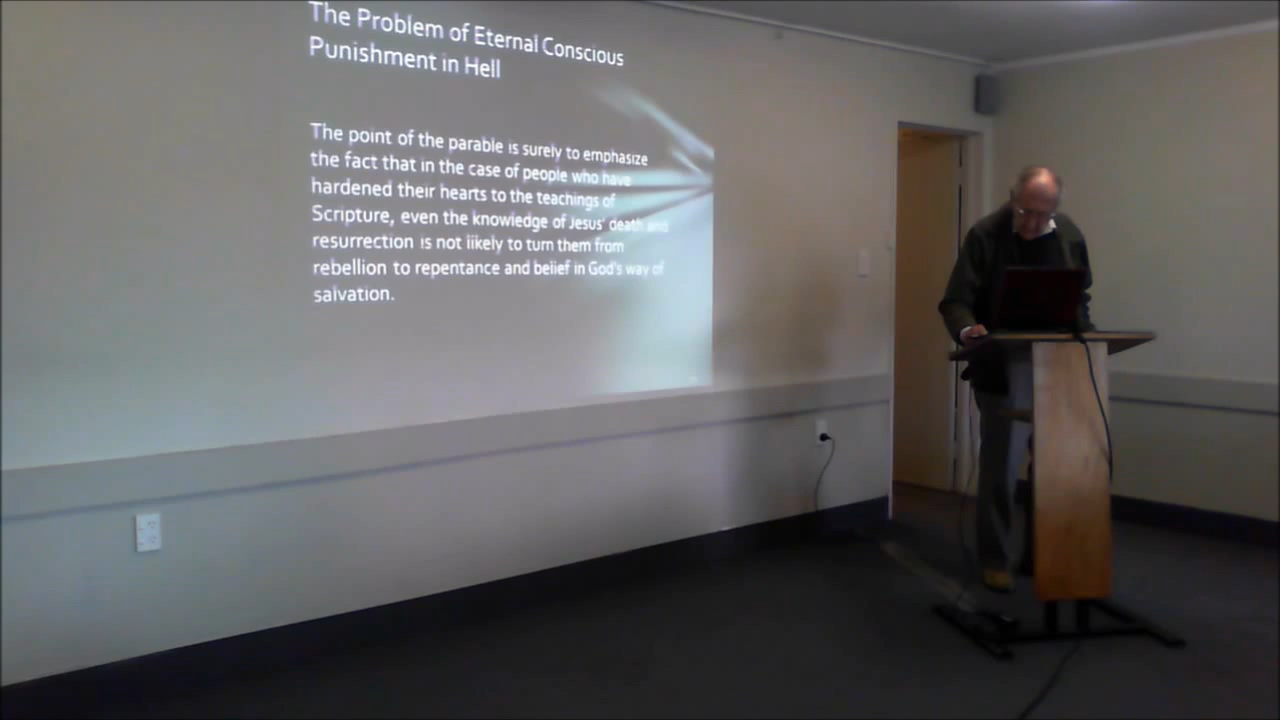 The Problem of Eternal Conscious
Punishment in Hell
The point of the parable is surely to emphasize
the fact that in the case of people who have
hardened their hearts to the teachings of
Scripture, even the knowledge of Jesus' death and
resurrection is not likely to turn them from
rebellion to repentance and belief in God's way of
salvation.